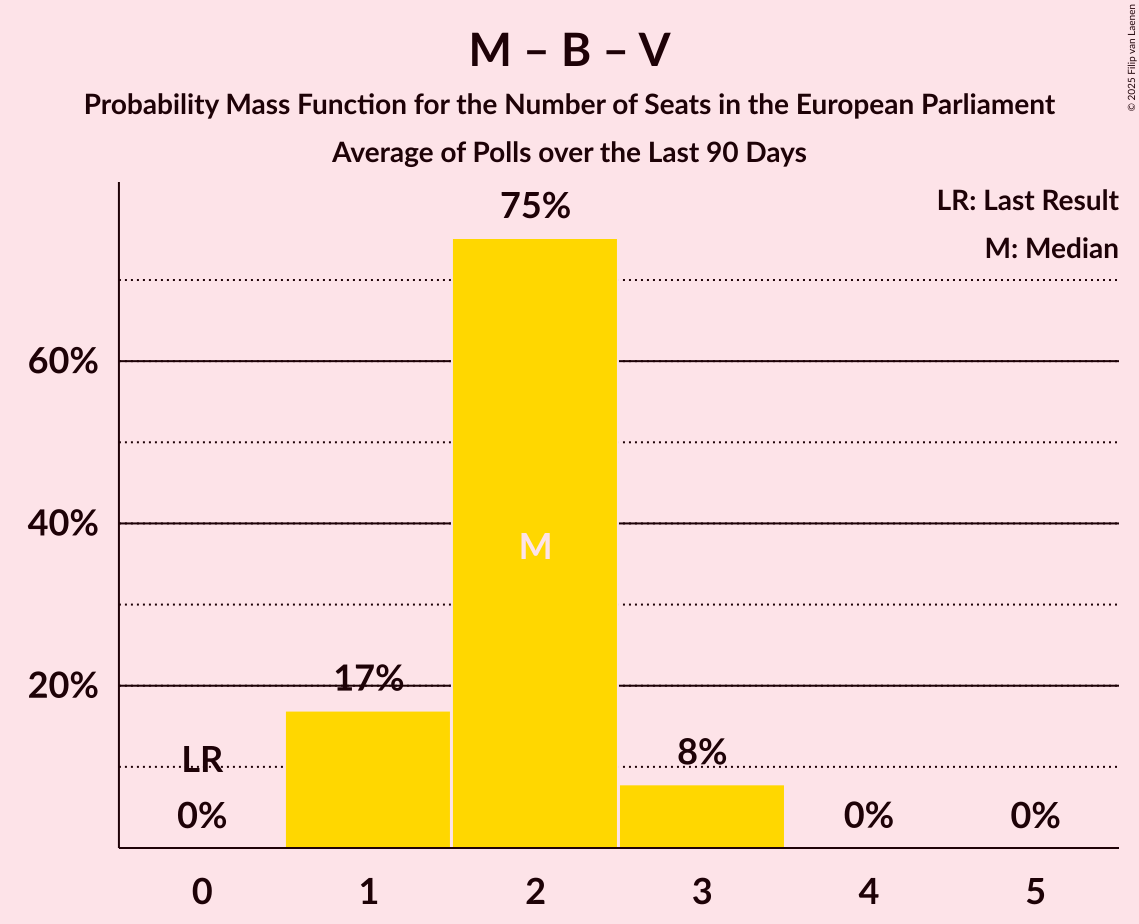 M – B – V
Probability Mass Function for the Number of Seats in the European Parliament
Average of Polls over the Last 90 Days
© 2025 Filip van Laenen
LR: Last Result
M: Median
75%
60%
40%
M
20%
17%
LR
8%
0%
0%
0%
0
1
2
3
4
5